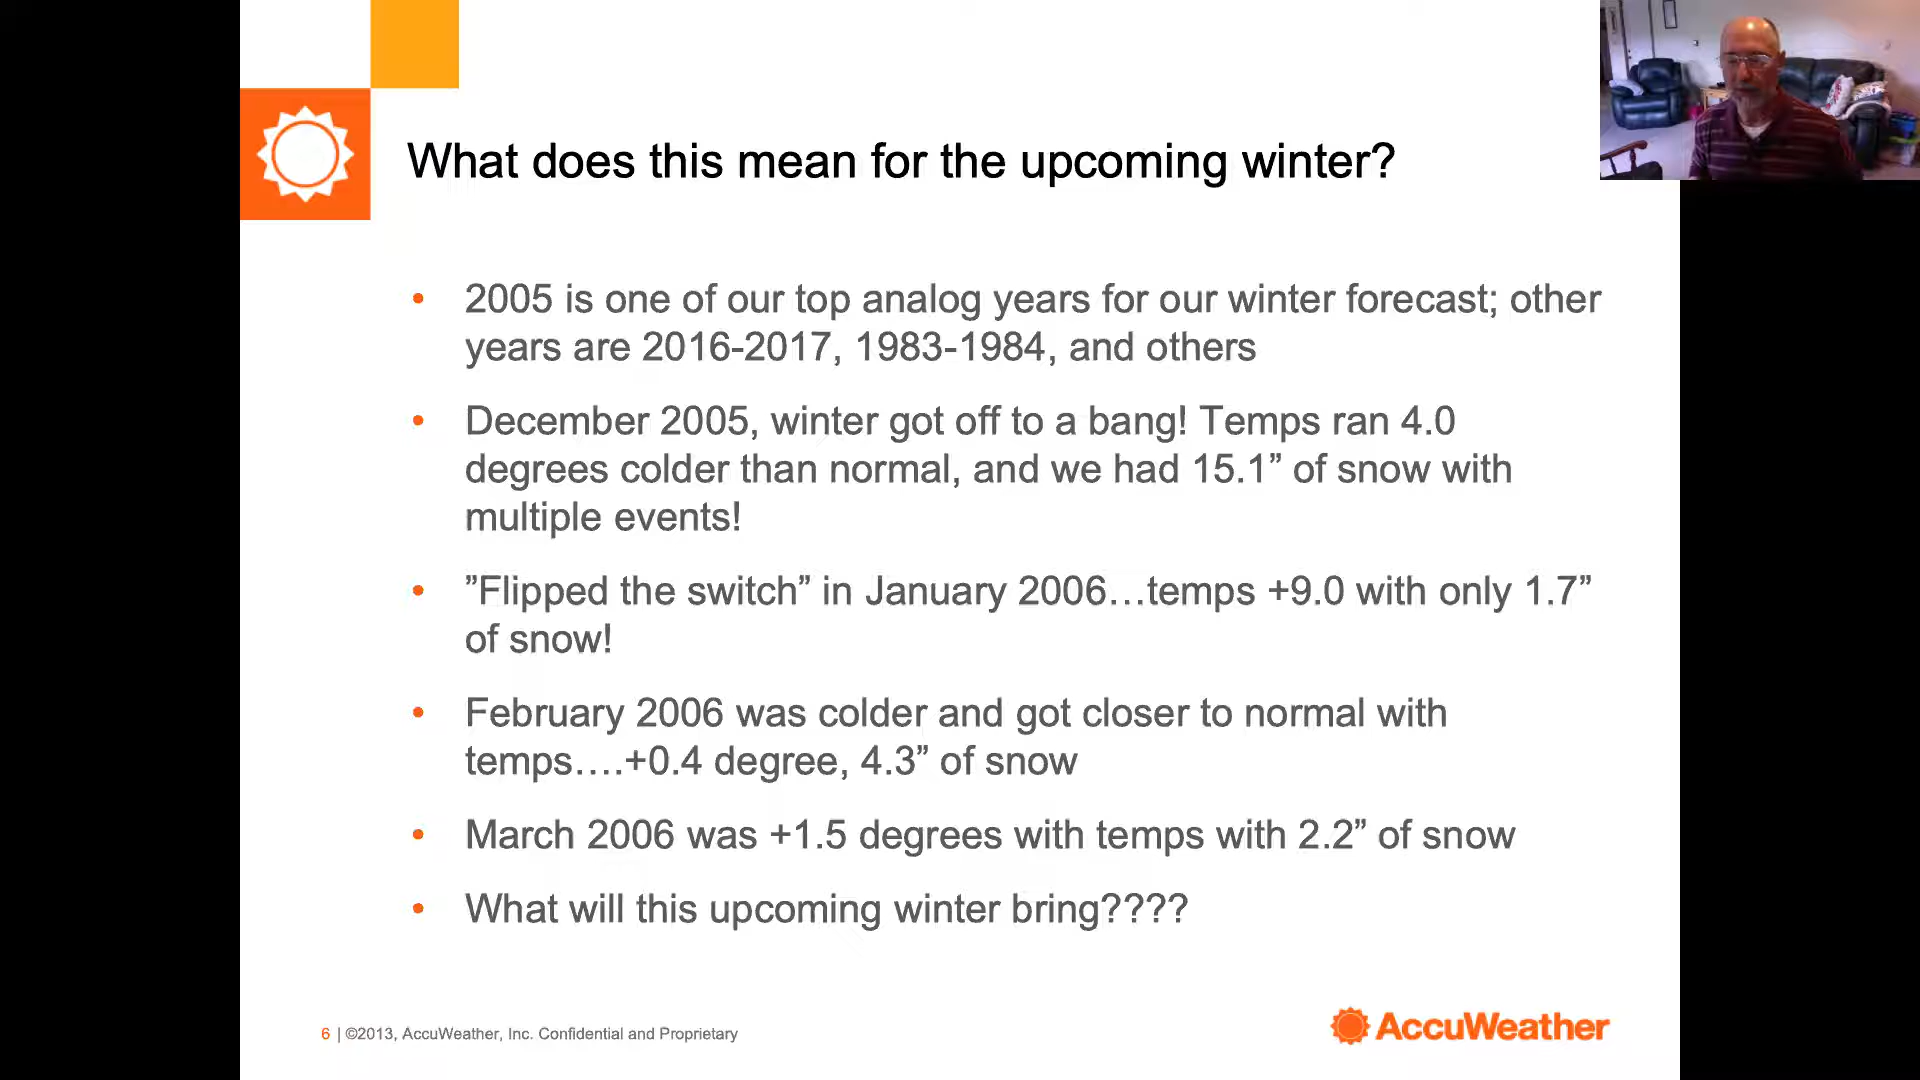 What does this mean for the upcoming winter?
• 2005 is one of our top analog years for our winter forecast; other
years are 2016-2017, 1983-1984, and others
• December 2005, winter got off to a bang! Temps ran 4.0
degrees colder than normal, and we had 15.1” of snow with
multiple events!
• ”Flipped the switch” in January 2006…temps +9.0 with only 1.7”
of snow!
• February 2006 was colder and got closer to normal with
temps….+0.4 degree, 4.3” of snow
• March 2006 was +1.5 degrees with temps with 2.2” of snow
• What will this upcoming winter bring????
6 | ©2013, AccuWeather, Inc. Confidential and Proprietary
AccuWeather